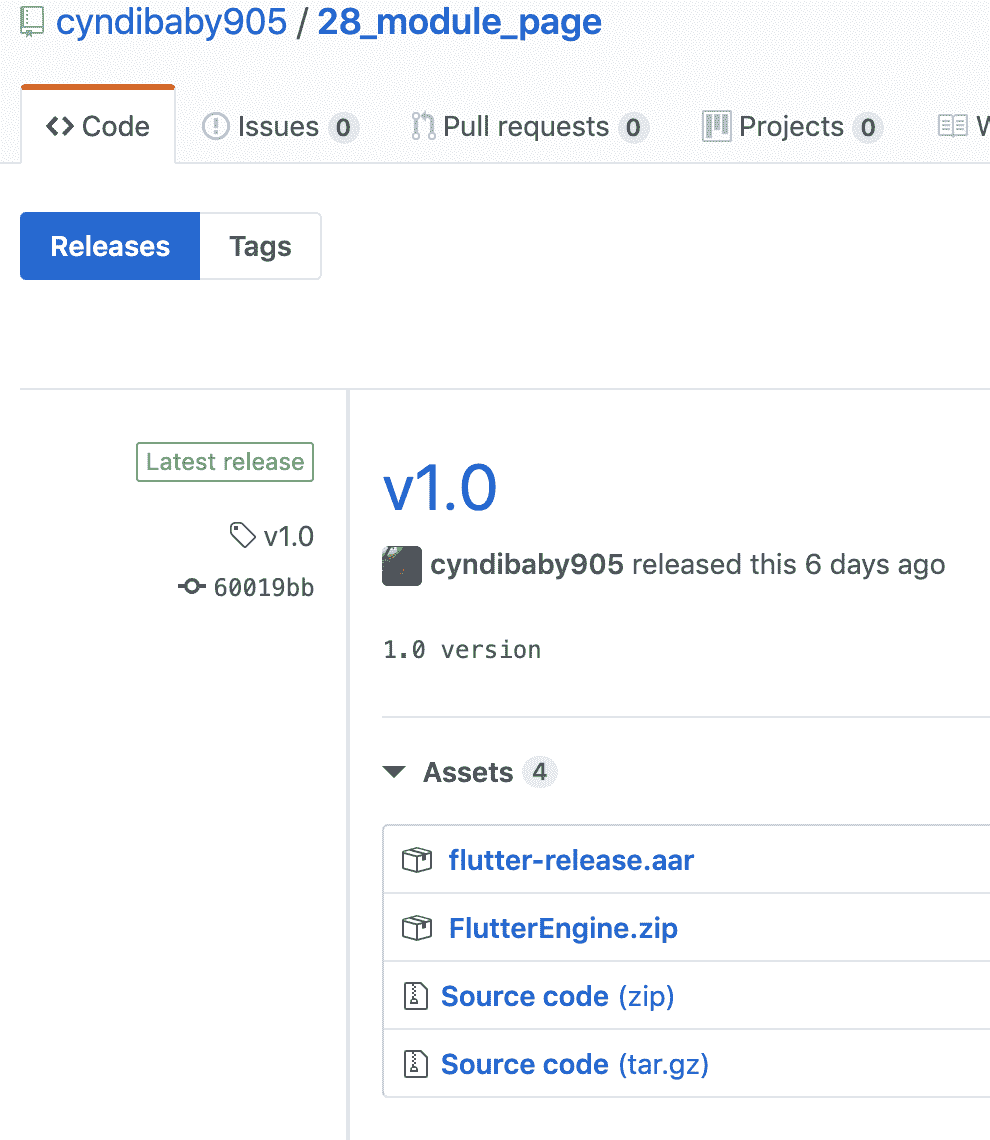 cyndibaby905 / 28_module_page
Code Issues 0 Pull requests 0 Projects 0
Releases Tags
Latest release
v1.0
60019bb
v1.0
cyndibaby905 released this 6 days ago
1.0 version
Assets 4
flutter-release.aar
FlutterEngine.zip
Source code (zip)
Source code (tar.gz)